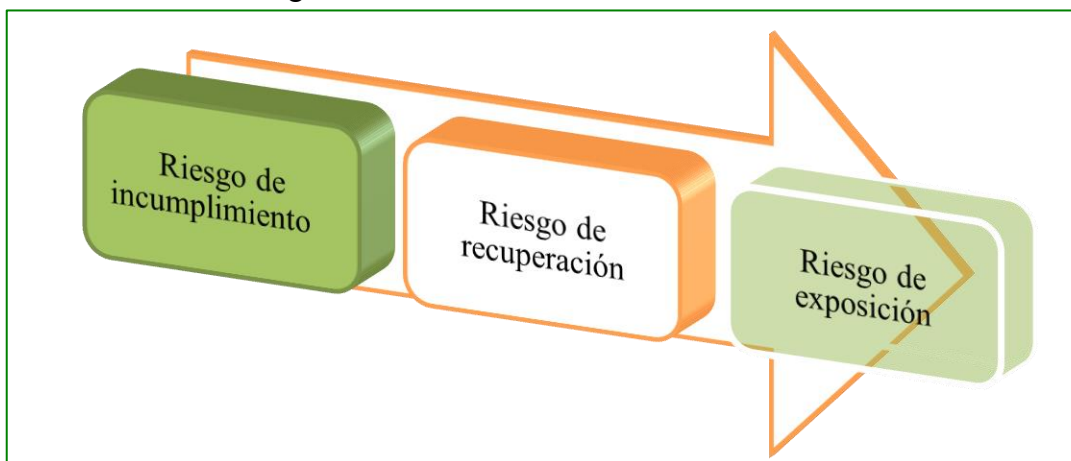 Riesgo de
incumplimiento
Riesgo de
recuperación
Riesgo de
exposición